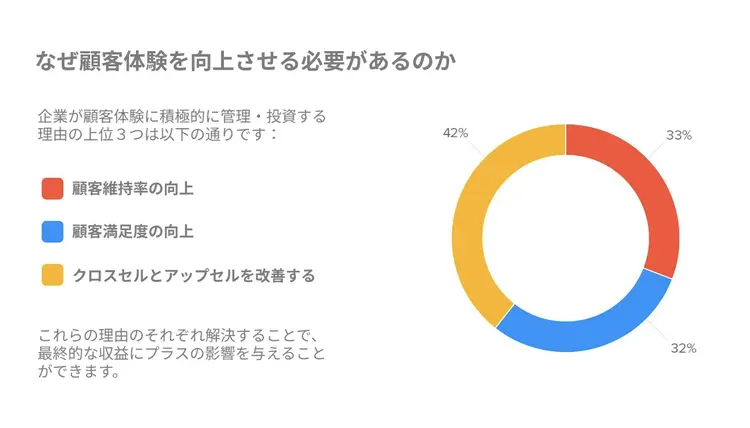 なぜ顧客体験を向上させる必要があるのか
企業が顧客体験に積極的に管理・投資する
理由の上位３つは以下の通りです：
顧客維持率の向上
顧客満足度の向上
クロスセルとアップセルを改善する
これらの理由のそれぞれ解決することで、
最終的な収益にプラスの影響を与えること
ができます。
42%
33%
32%